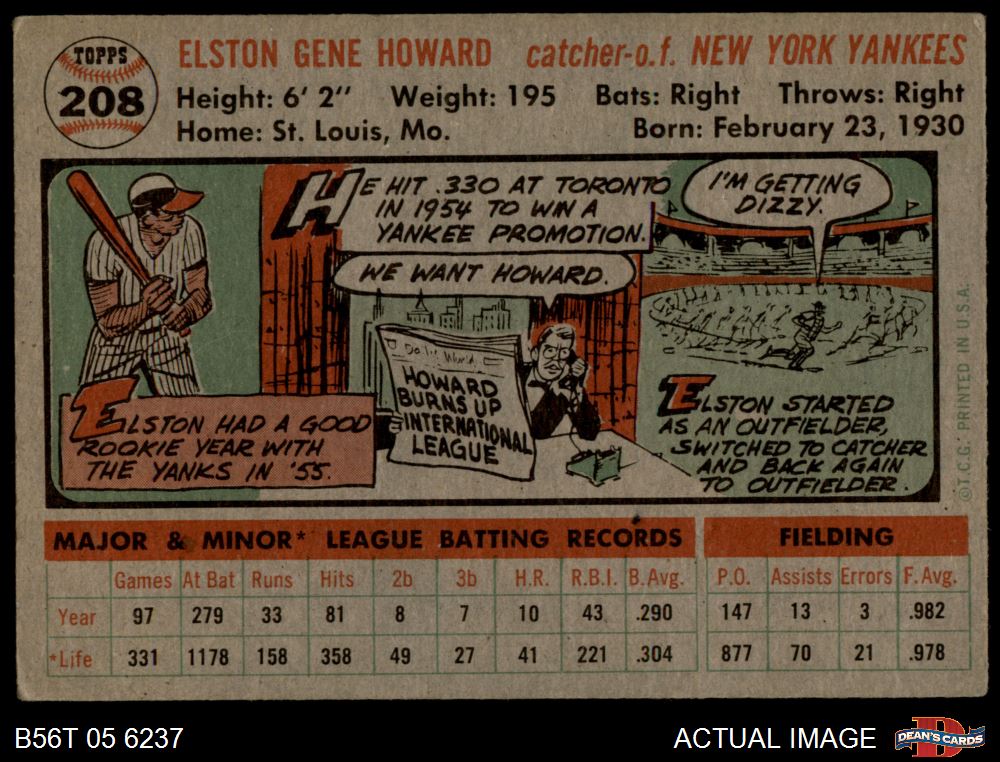 TOPPS
208
ELSTON GENE HOWARD catcher-o.f. NEW YORK YANKEES
Height: 6' 2" Weight: 195 Bats: Right Throws: Right
Home: St. Louis, Mo. Born: February 23, 1930
ELSTON HAD A GOOD
ROOKIE YEAR WITH
THE YANKS IN '55.
HE HIT .330 AT TORONTO
IN 1954 TO WIN A
YANKEE PROMOTION.
WE WANT HOWARD.
Daily World
HOWARD
BURNS UP
INTERNATIONAL
LEAGUE
I'M GETTING
DIZZY.
ELSTON STARTED
AS AN OUTFIELDER,
SWITCHED TO CATCHER
AND BACK AGAIN
TO OUTFIELDER.
©T.C.G. PRINTED IN U.S.A.
MAJOR & MINOR* LEAGUE BATTING RECORDS FIELDING
Games At Bat Runs Hits 2b 3b H.R. R.B.I. B.Avg. P.O. Assists Errors F.Avg.
Year 97 279 33 81 8 7 10 43 .290 147 13 3 .982
*Life 331 1178 158 358 49 27 41 221 .304 877 70 21 .978
B56T 05 6237 ACTUAL IMAGE DEAN'S CARDS